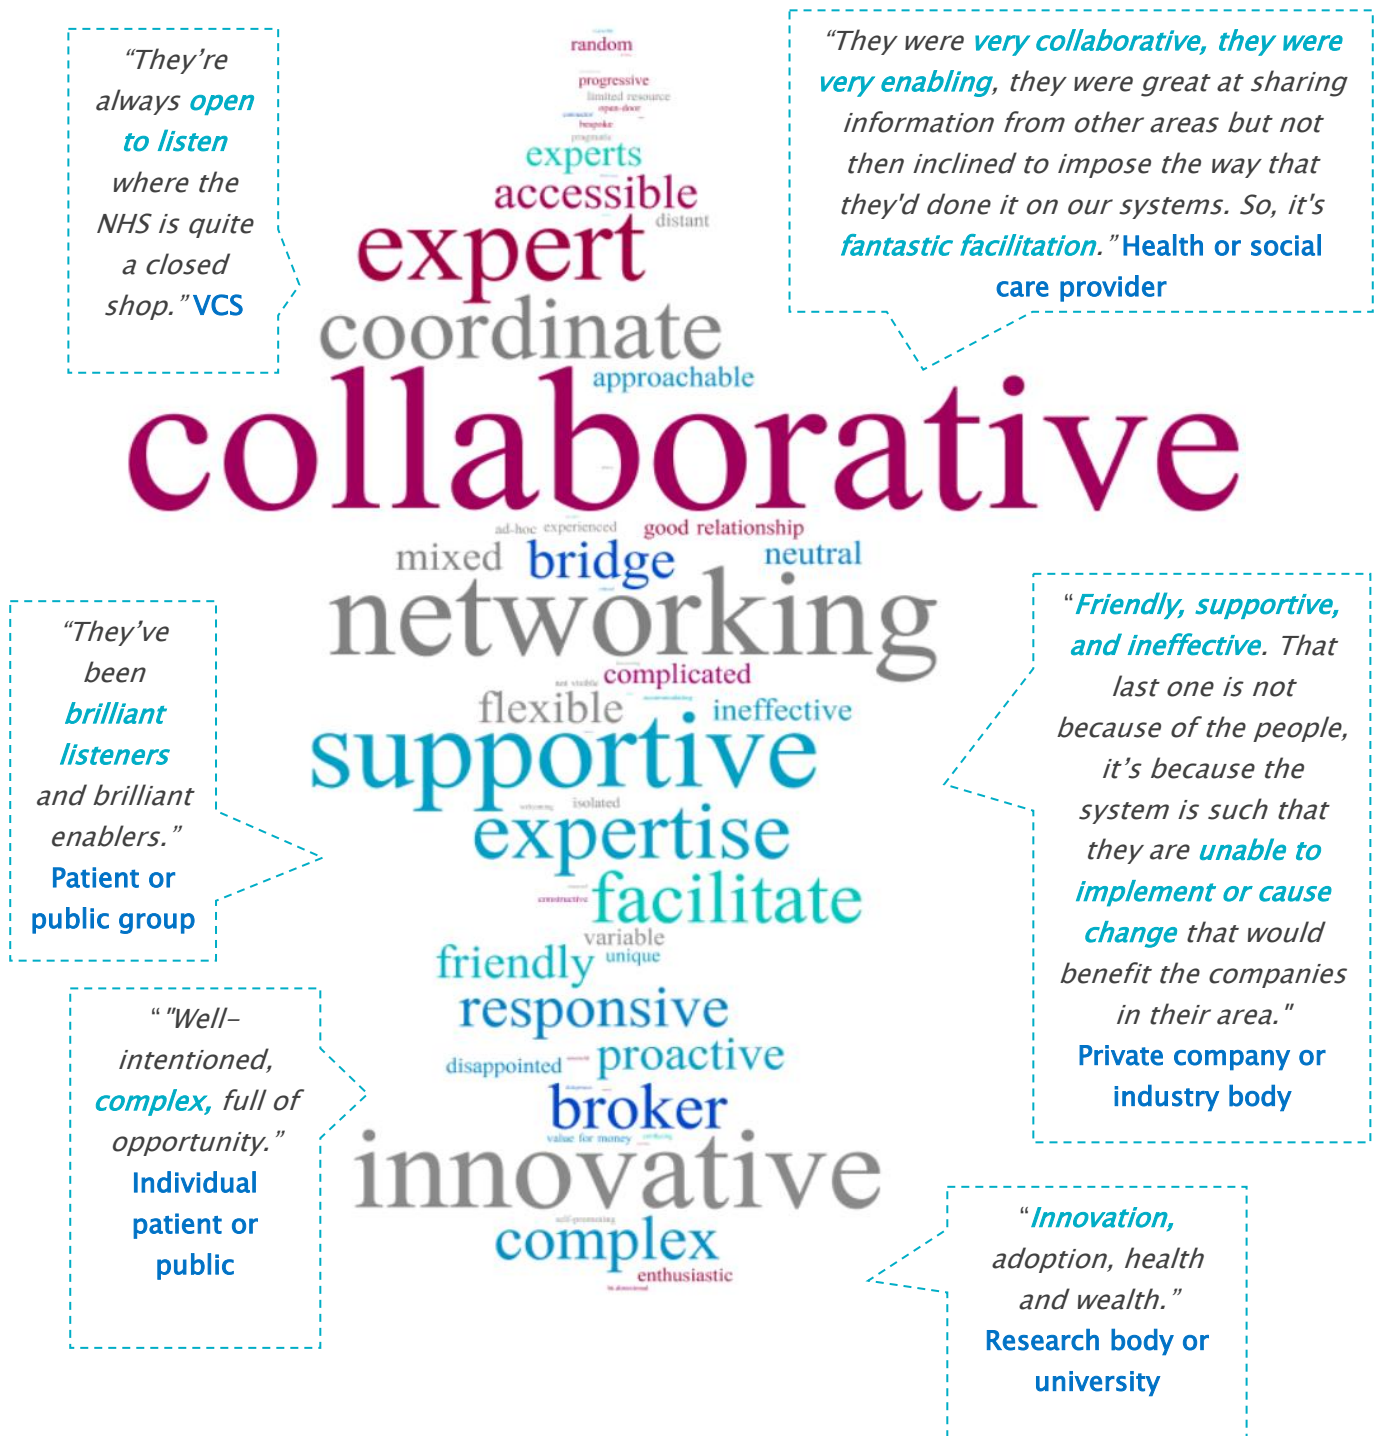 “They’re
always open
to listen
where the
NHS is quite
a closed
shop.” VCS
“They were very collaborative, they were
very enabling, they were great at sharing
information from other areas but not
then inclined to impose the way that
they'd done it on our systems. So, it's
fantastic facilitation.” Health or social
care provider
random
progressive
limited resource
open-door
bespoke
pragmatic
experts
accessible
distant
expert
coordinate
approachable
collaborative
ad-hoc experienced good relationship
mixed bridge neutral
networking
complicated
not visible
flexible ineffective
supportive
isolated
expertise
constructive
facilitate
variable
friendly unique
responsive
disappointed proactive
broker
value for money
innovative
self-promoting
complex
enthusiastic
“They’ve
been
brilliant
listeners
and brilliant
enablers.”
Patient or
public group
“Friendly, supportive,
and ineffective. That
last one is not
because of the people,
it’s because the
system is such that
they are unable to
implement or cause
change that would
benefit the companies
in their area."
Private company or
industry body
“ "Well-
intentioned,
complex, full of
opportunity.”
Individual
patient or
public
“Innovation,
adoption, health
and wealth.”
Research body or
university